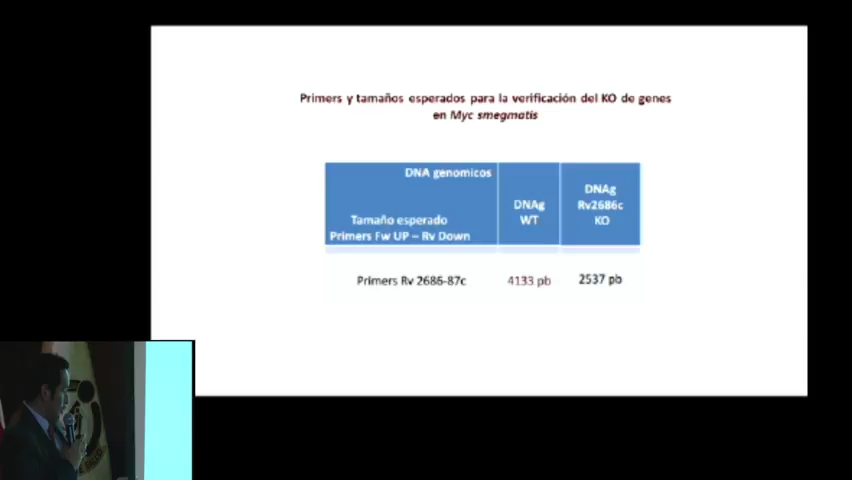 Primers y tamaños esperados para la verificación del KO de genes
en Myc smegmatis
DNA genomicos
Tamaño esperado
Primers Fw UP – Rv Down
DNAg
WT
DNAg
Rv2686c
KO
Primers Rv 2686-87c
4133 pb
2537 pb